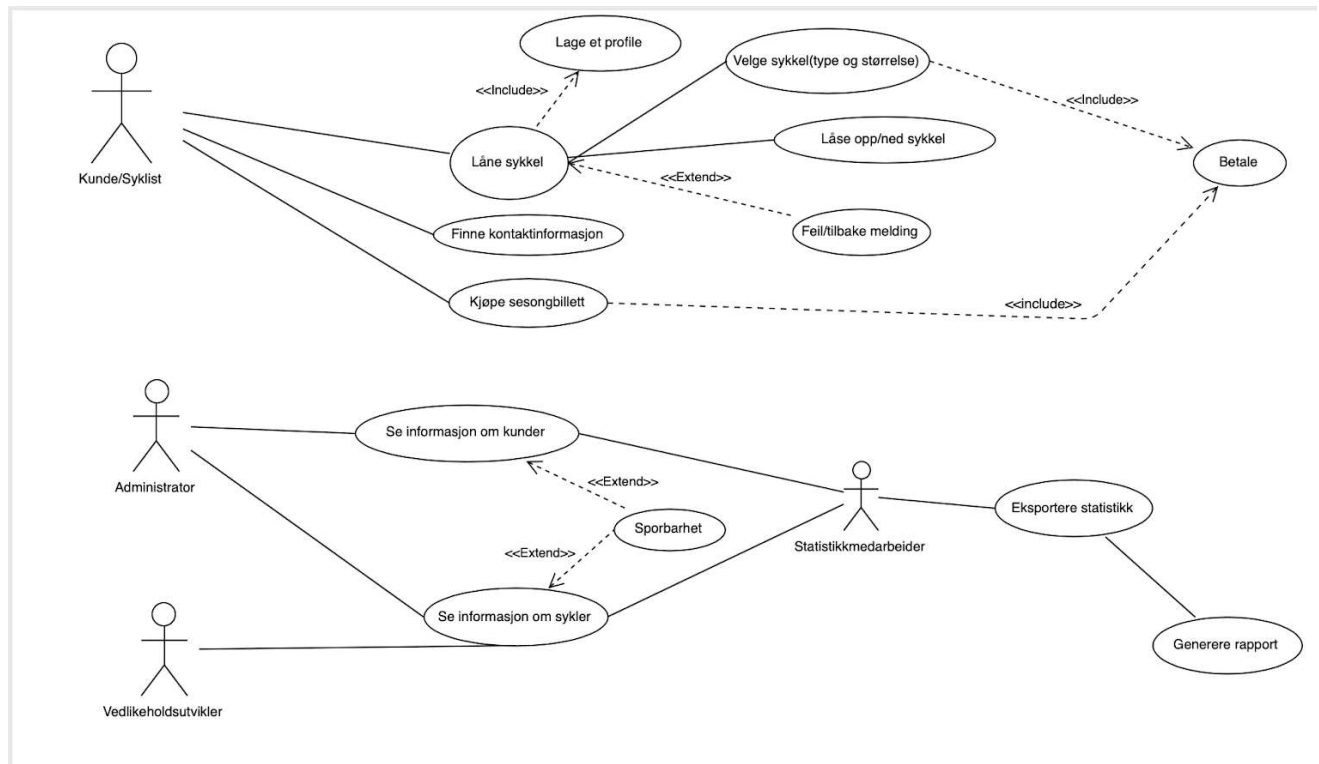 Lage et profile
Velge sykkel(type og størrelse)
<<Include>>
<<Include>>
Låse opp/ned sykkel
Låne sykkel
Betale
Kunde/Syklist
<<Extend>>
Feil/tilbake melding
Finne kontaktinformasjon
Kjøpe sesongbillett
<<include>>
Se informasjon om kunder
<<Extend>>
Administrator
Eksportere statistikk
Sporbarhet
Statistikkmedarbeider
<<Extend>>
Se informasjon om sykler
Generere rapport
Vedlikeholdsutvikler